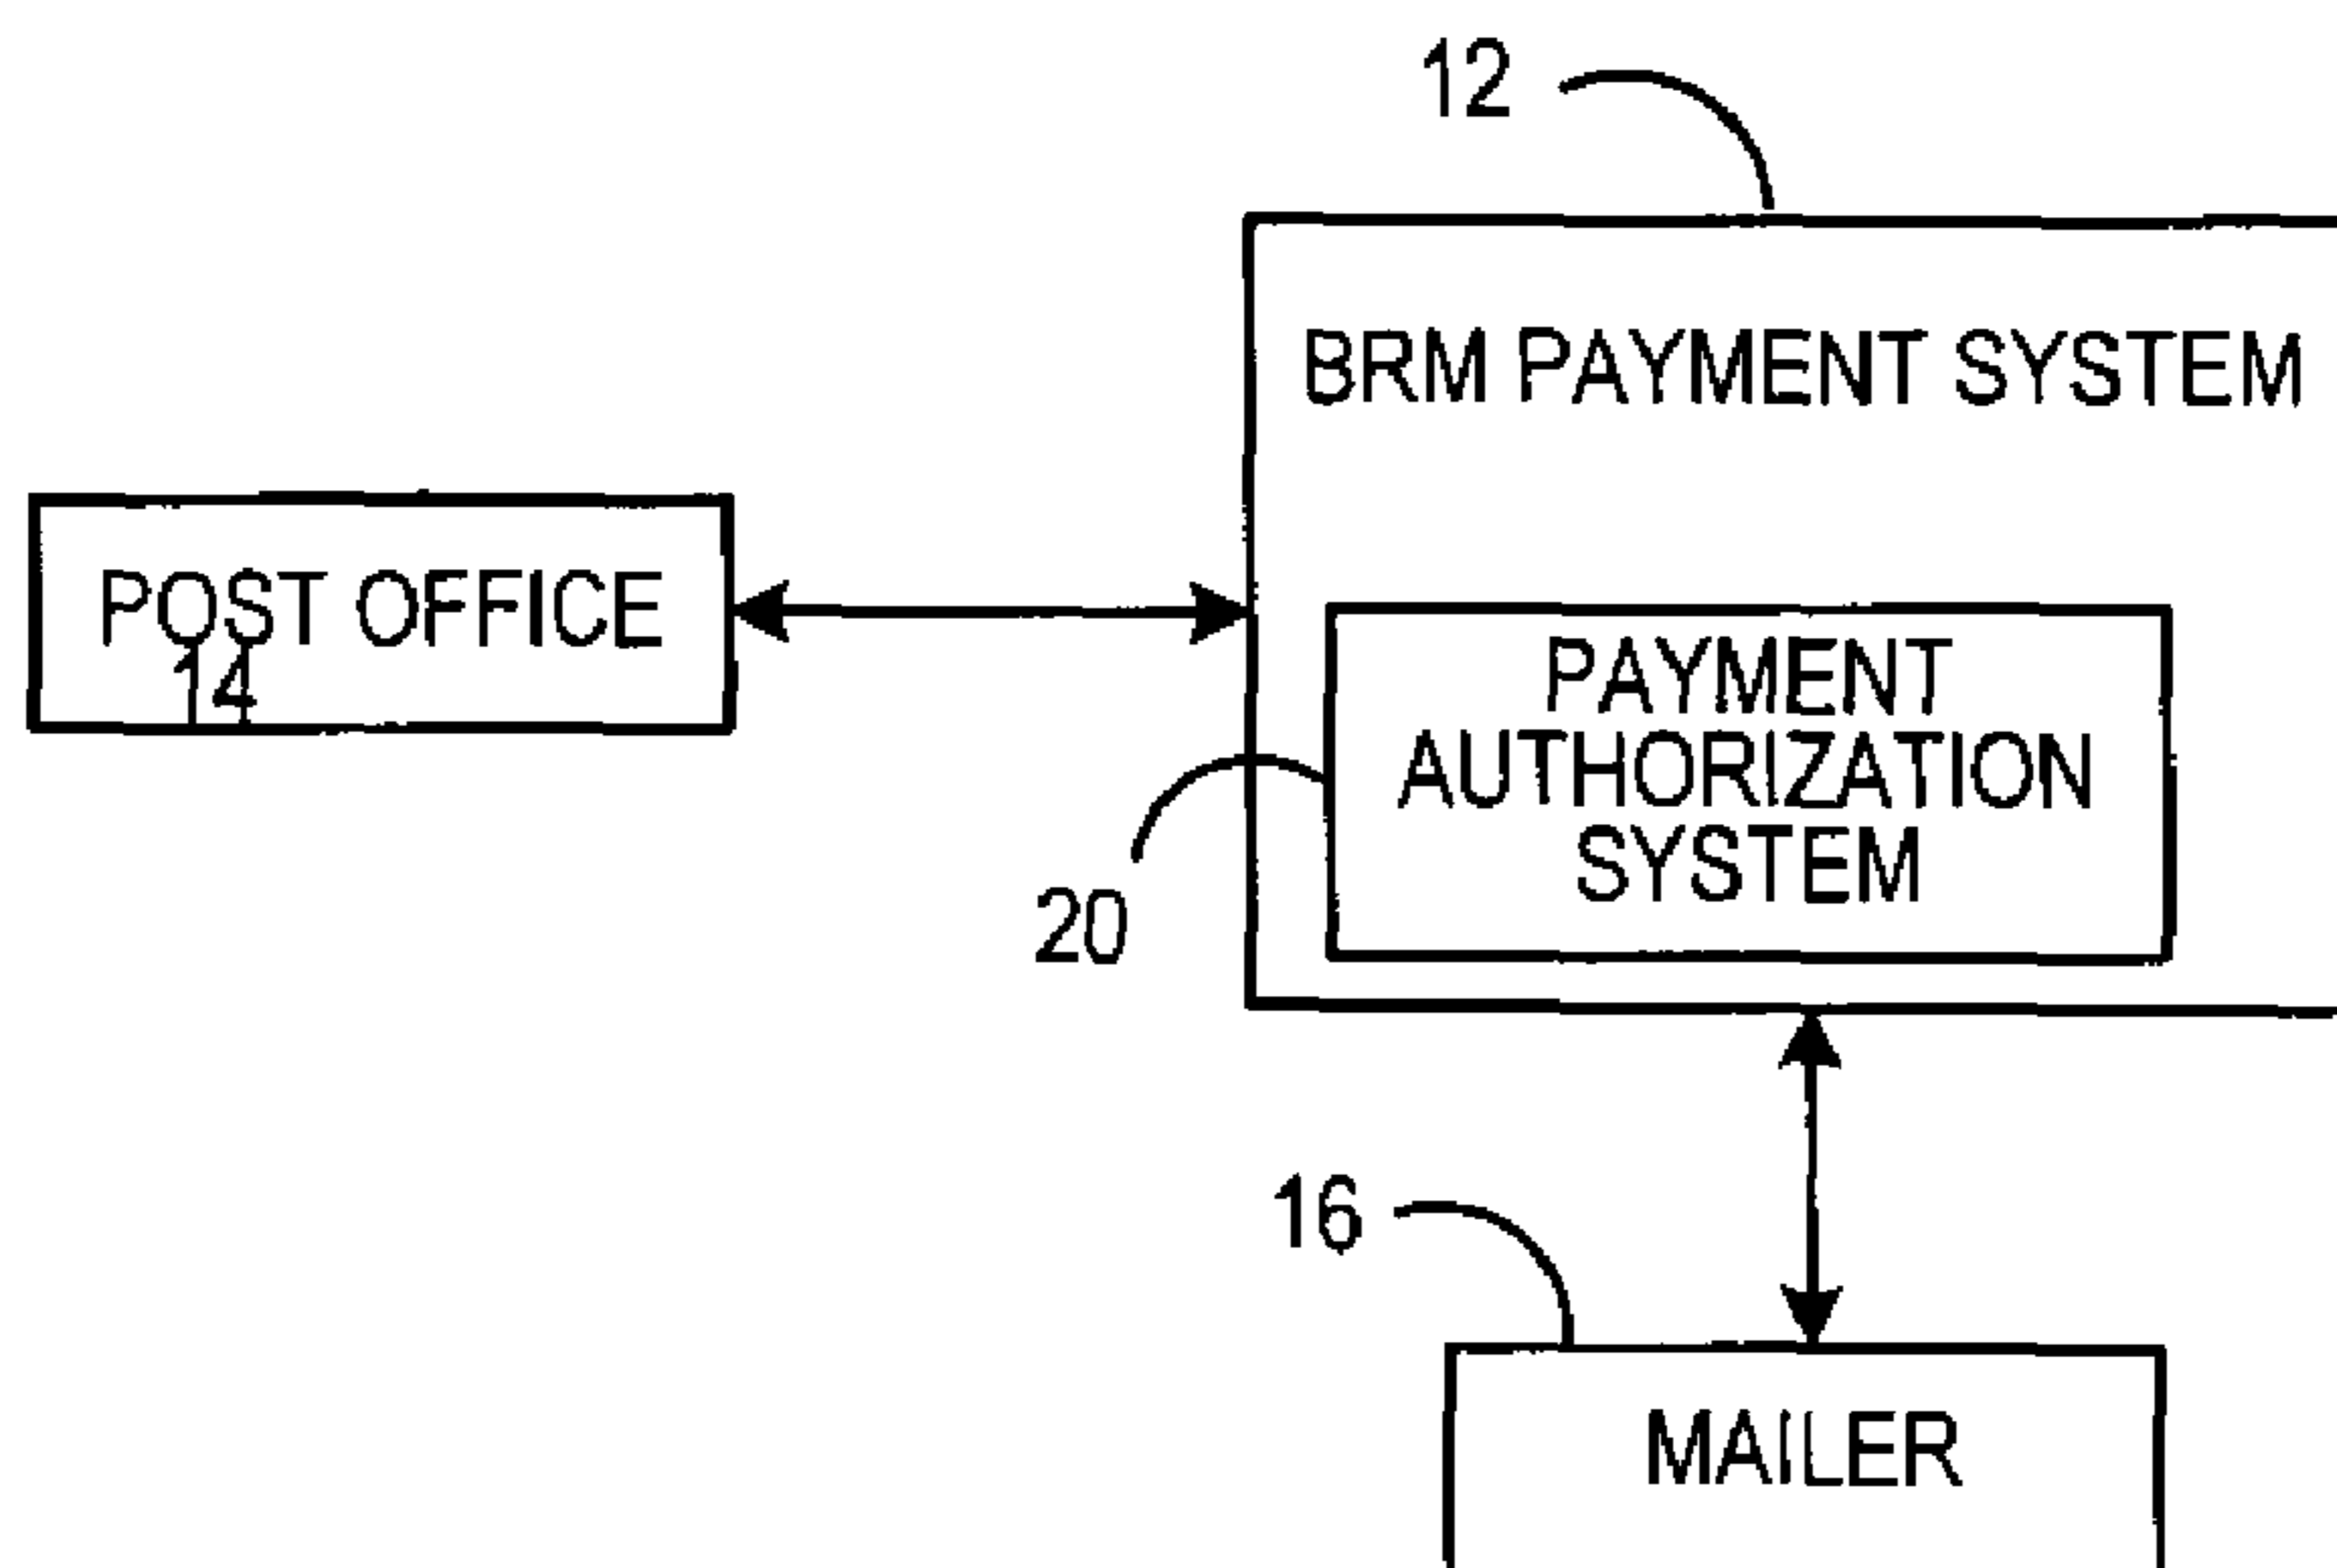 12
BRM PAYMENT SYSTEM
POST OFFICE
14
PAYMENT
AUTHORIZATION
SYSTEM
20
16
MAILER